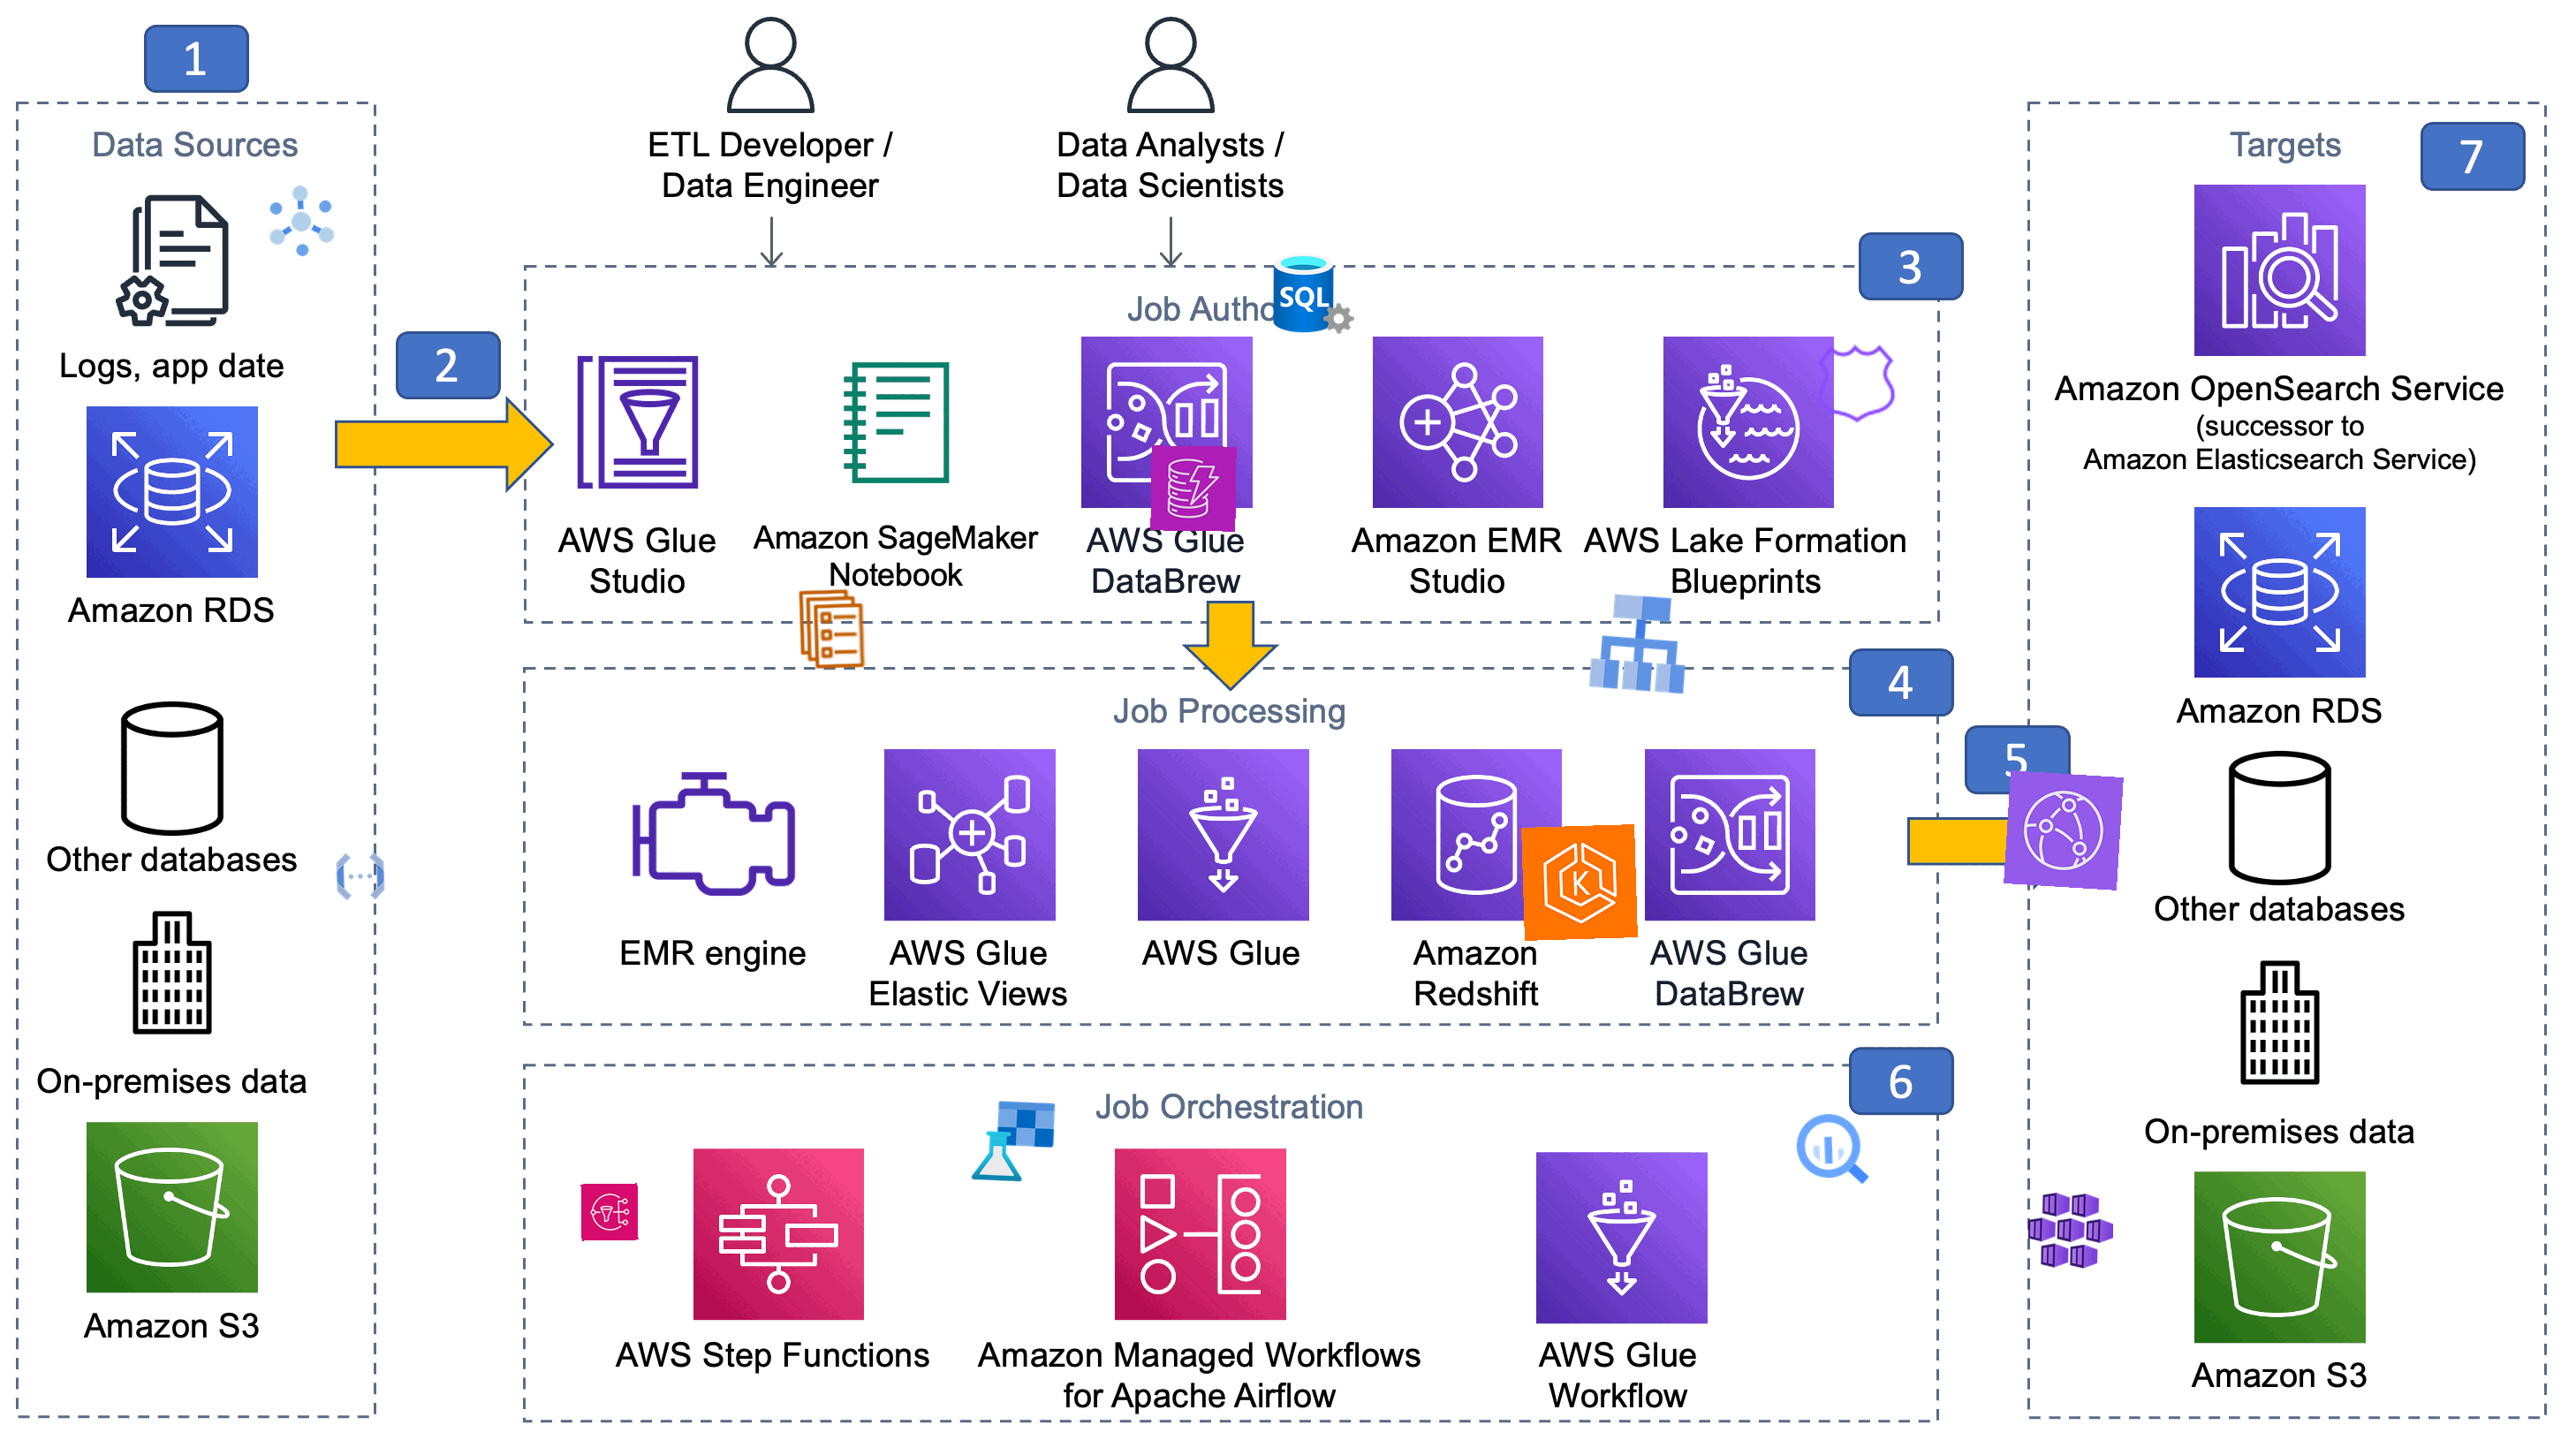 1
Data Sources
Logs, app date
Amazon RDS
Other databases
On-premises data
Amazon S3
2
ETL Developer /
Data Engineer
Data Analysts /
Data Scientists
3
Job
SQL
AWS Glue
Studio
Amazon SageMaker
Notebook
AWS Glue
DataBrew
Amazon EMR
Studio
AWS Lake Formation
Blueprints
4
Job Processing
EMR engine
AWS Glue
Elastic Views
AWS Glue
Amazon
Redshift
K
AWS Glue
DataBrew
5
6
Job Orchestration
AWS Step Functions
Amazon Managed Workflows
for Apache Airflow
AWS Glue
Workflow
7
Targets
Amazon OpenSearch Service
(successor to
Amazon Elasticsearch Service)
Amazon RDS
Other databases
On-premises data
Amazon S3